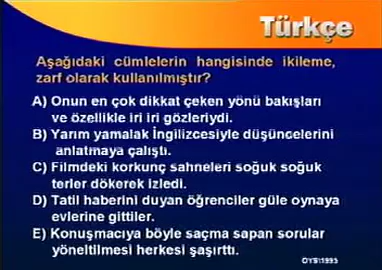 Türkçe
Aşağıdaki cümlelerin hangisinde ikileme,
zarf olarak kullanılmıştır?
A) Onun en çok dikkat çeken yönü bakışları
ve özellikle iri iri gözleriydi.
B) Yarım yamalak İngilizcesiyle düşüncelerini
anlatmaya çalıştı.
C) Filmdeki korkunç sahneleri soğuk soğuk
terler dökerek izledi.
D) Tatil haberini duyan öğrenciler güle oynaya
evlerine gittiler.
E) Konuşmacıya böyle saçma sapan sorular
yöneltilmesi herkesi şaşırttı.
ÖYS\1993